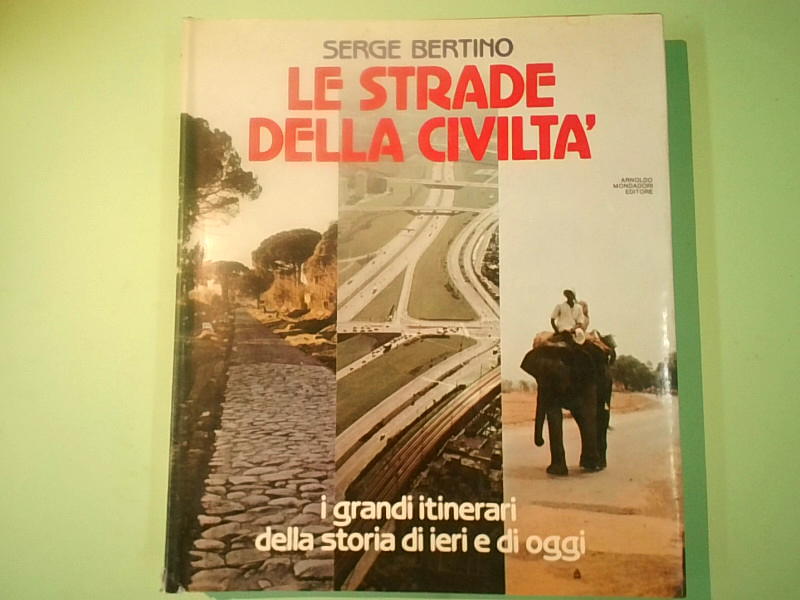 SERGE BERTINO
LE STRADE
DELLA CIVILTA'
ARNOLDO
MONDADORI
EDITORE
i grandi itinerari
della storia di ieri e di oggi